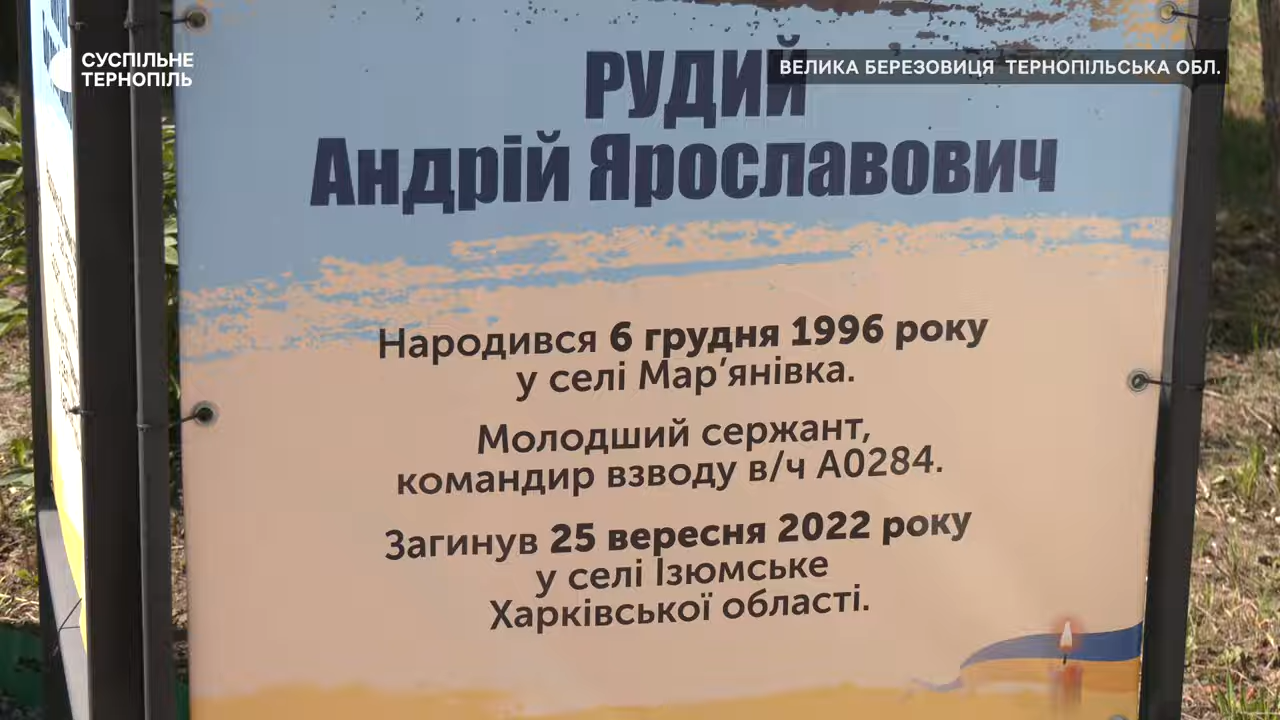 СУСПІЛЬНЕ
ТЕРНОПІЛЬ
ВЕЛИКА БЕРЕЗОВИЦЯ ТЕРНОПІЛЬСЬКА ОБЛ.
РУДИЙ
Андрій Ярославович
Народився 6 грудня 1996 року
у селі Мар’янівка.
Молодший сержант,
командир взводу в/ч А0284.
Загинув 25 вересня 2022 року
у селі Ізюмське
Харківської області.